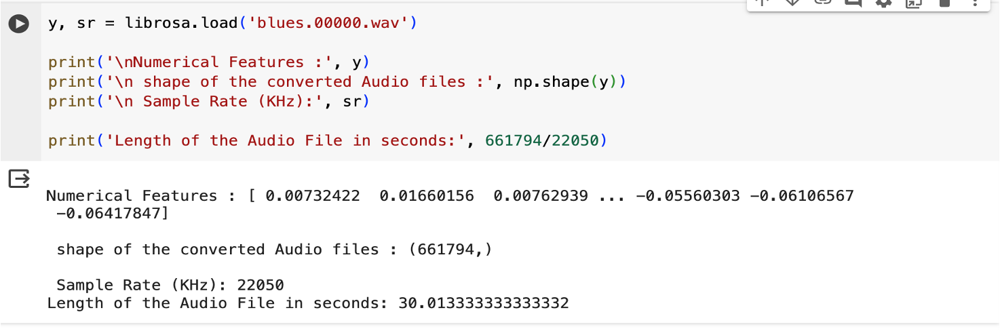 y, sr = librosa.load('blues.00000.wav')
print('\nNumerical Features :', y)
print('\n shape of the converted Audio files :', np.shape(y))
print('\n Sample Rate (KHz):', sr)
print('Length of the Audio File in seconds:', 661794/22050)
Numerical Features : [ 0.00732422  0.01660156  0.00762939 ... -0.05560303 -0.06106567
 -0.06417847]
 shape of the converted Audio files : (661794,)
 Sample Rate (KHz): 22050
Length of the Audio File in seconds: 30.013333333333332